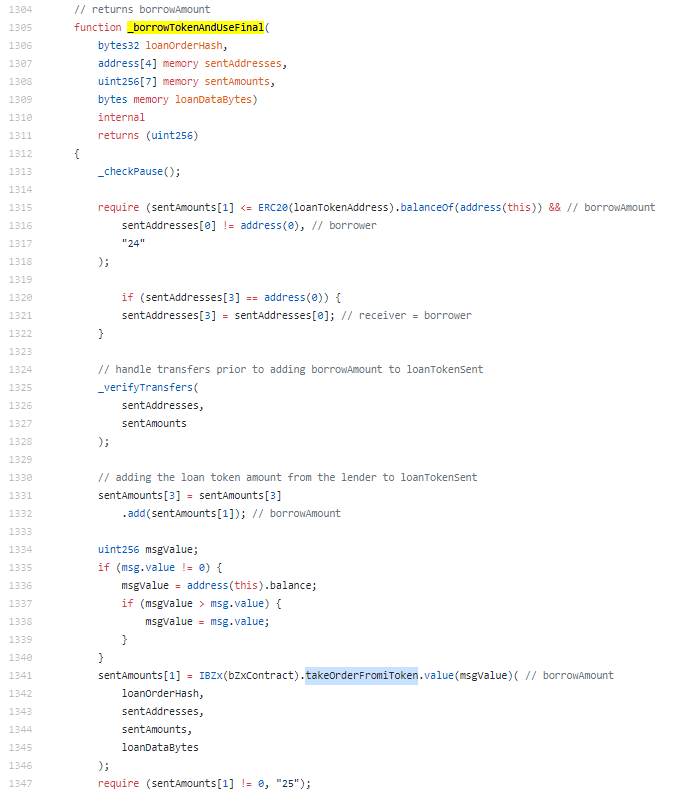 1304 // returns borrowAmount
1305 function _borrowTokenAndUseFinal(
1306 bytes32 loanOrderHash,
1307 address[4] memory sentAddresses,
1308 uint256[7] memory sentAmounts,
1309 bytes memory loanDataBytes)
1310 internal
1311 returns (uint256)
1312 {
1313 _checkPause();
1314
1315 require (sentAmounts[1] <= ERC20(loanTokenAddress).balanceOf(address(this)) && // borrowAmount
1316 sentAddresses[0] != address(0), // borrower
1317 "24"
1318 );
1319
1320 if (sentAddresses[3] == address(0)) {
1321 sentAddresses[3] = sentAddresses[0]; // receiver = borrower
1322 }
1323
1324 // handle transfers prior to adding borrowAmount to loanTokenSent
1325 _verifyTransfers(
1326 sentAddresses,
1327 sentAmounts
1328 );
1329
1330 // adding the loan token amount from the lender to loanTokenSent
1331 sentAmounts[3] = sentAmounts[3]
1332 .add(sentAmounts[1]); // borrowAmount
1333
1334 uint256 msgValue;
1335 if (msg.value != 0) {
1336 msgValue = address(this).balance;
1337 if (msgValue > msg.value) {
1338 msgValue = msg.value;
1339 }
1340 }
1341 sentAmounts[1] = IBZx(bZxContract).takeOrderFromiToken.value(msgValue)( // borrowAmount
1342 loanOrderHash,
1343 sentAddresses,
1344 sentAmounts,
1345 loanDataBytes
1346 );
1347 require (sentAmounts[1] != 0, "25");